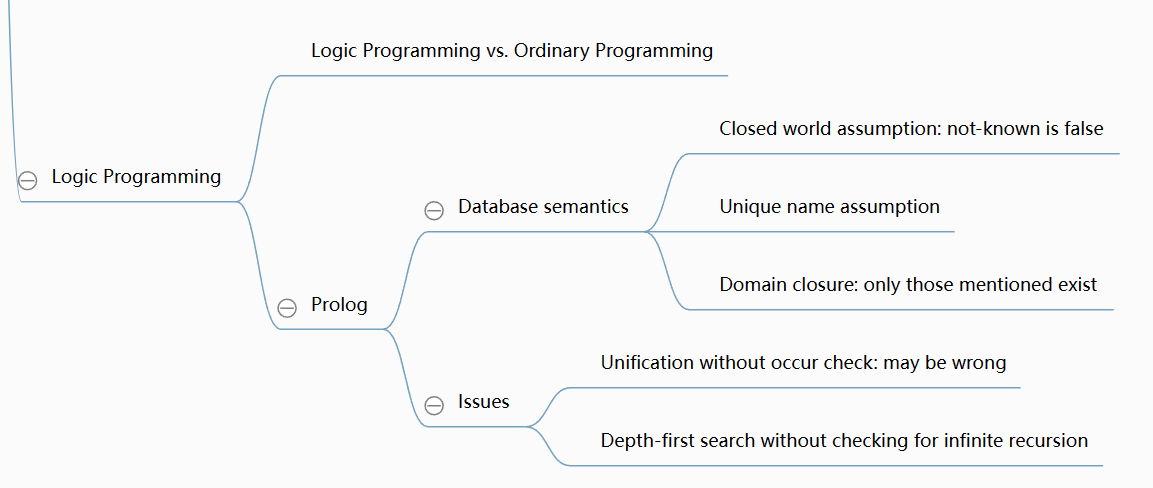 Logic Programming vs. Ordinary Programming
Closed world assumption: not-known is false
Logic Programming
Database semantics
Unique name assumption
Domain closure: only those mentioned exist
Prolog
Unification without occur check: may be wrong
Issues
Depth-first search without checking for infinite recursion